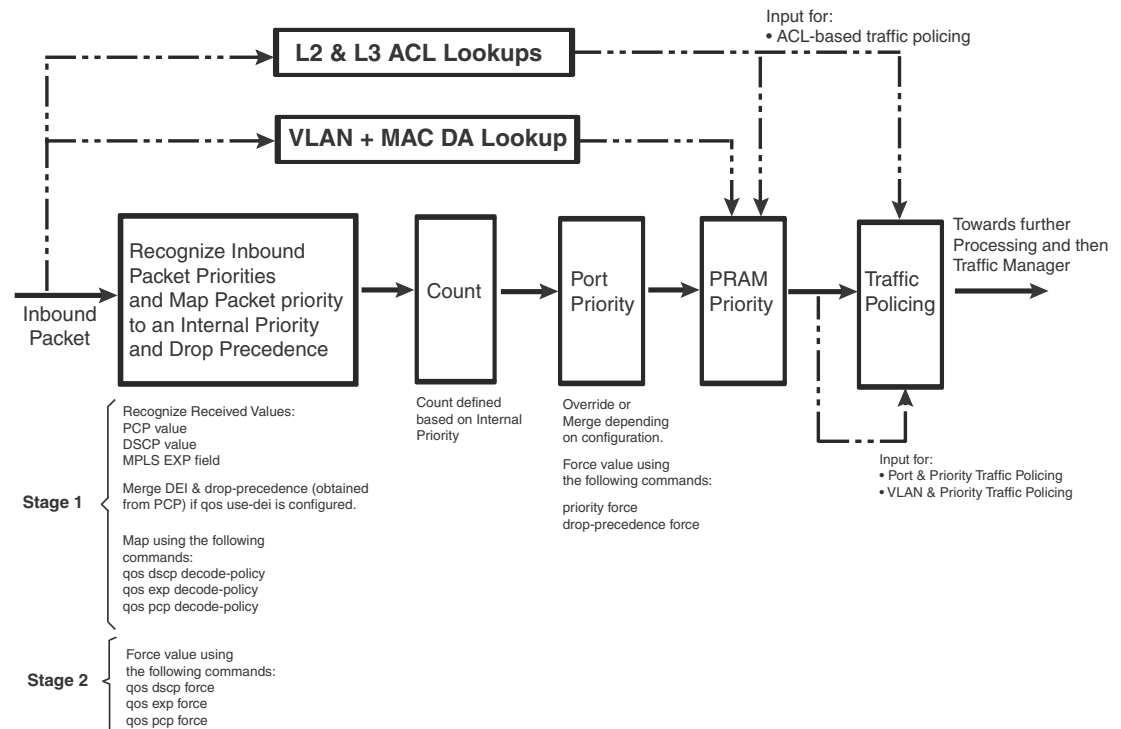 Input for:
• ACL-based traffic policing
L2 & L3 ACL Lookups
VLAN + MAC DA Lookup
Inbound
Packet
Recognize Inbound
Packet Priorities
and Map Packet priority
to an Internal Priority
and Drop Precedence
Count
Port
Priority
PRAM
Priority
Traffic
Policing
Towards further
Processing and then
Traffic Manager
Stage 1
Recognize Received Values:
PCP value
DSCP value
MPLS EXP field
Merge DEI & drop-precedence (obtained
from PCP) if qos use-dei is configured.
Map using the following
commands:
qos dscp decode-policy
qos exp decode-policy
qos pcp decode-policy
Stage 2
Force value using
the following commands:
qos dscp force
qos exp force
qos pcp force
Count defined
based on Internal
Priority
Override or
Merge depending
on configuration.
Force value using
the following commands:
priority force
drop-precedence force
Input for:
• Port & Priority Traffic Policing
• VLAN & Priority Traffic Policing